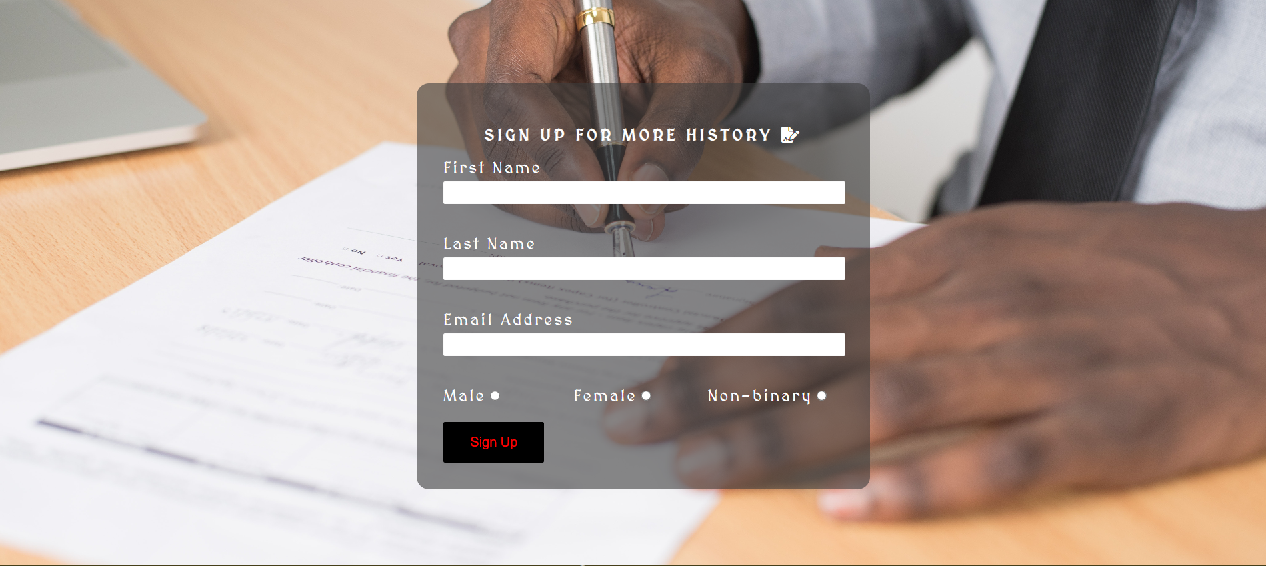 SIGN UP FOR MORE HISTORY
First Name
Last Name
Email Address
Male Female Non-binary
Sign Up